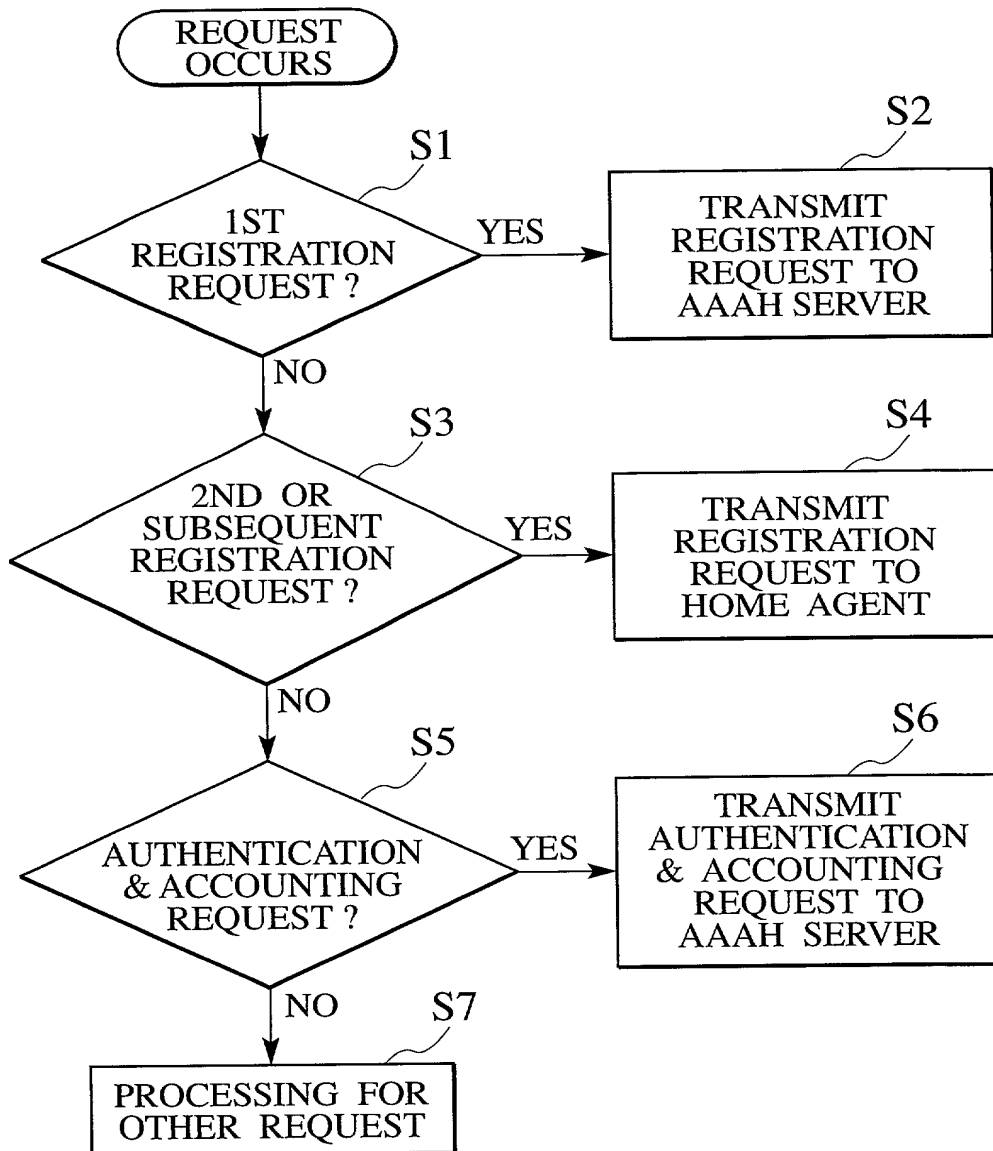 REQUEST
OCCURS
S1
1ST
REGISTRATION
REQUEST ?
YES
S2
TRANSMIT
REGISTRATION
REQUEST TO
AAAH SERVER
NO
S3
2ND OR
SUBSEQUENT
REGISTRATION
REQUEST ?
YES
S4
TRANSMIT
REGISTRATION
REQUEST TO
HOME AGENT
NO
S5
AUTHENTICATION
& ACCOUNTING
REQUEST ?
YES
S6
TRANSMIT
AUTHENTICATION
& ACCOUNTING
REQUEST TO
AAAH SERVER
NO
S7
PROCESSING FOR
OTHER REQUEST